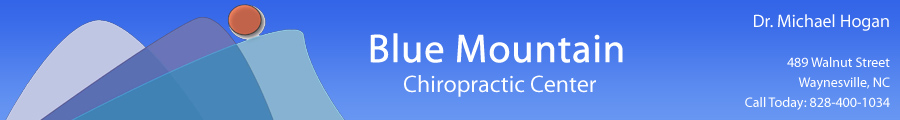 Blue Mountain
Chiropractic Center
Dr. Michael Hogan
489 Walnut Street
Waynesville, NC
Call Today: 828-400-1034